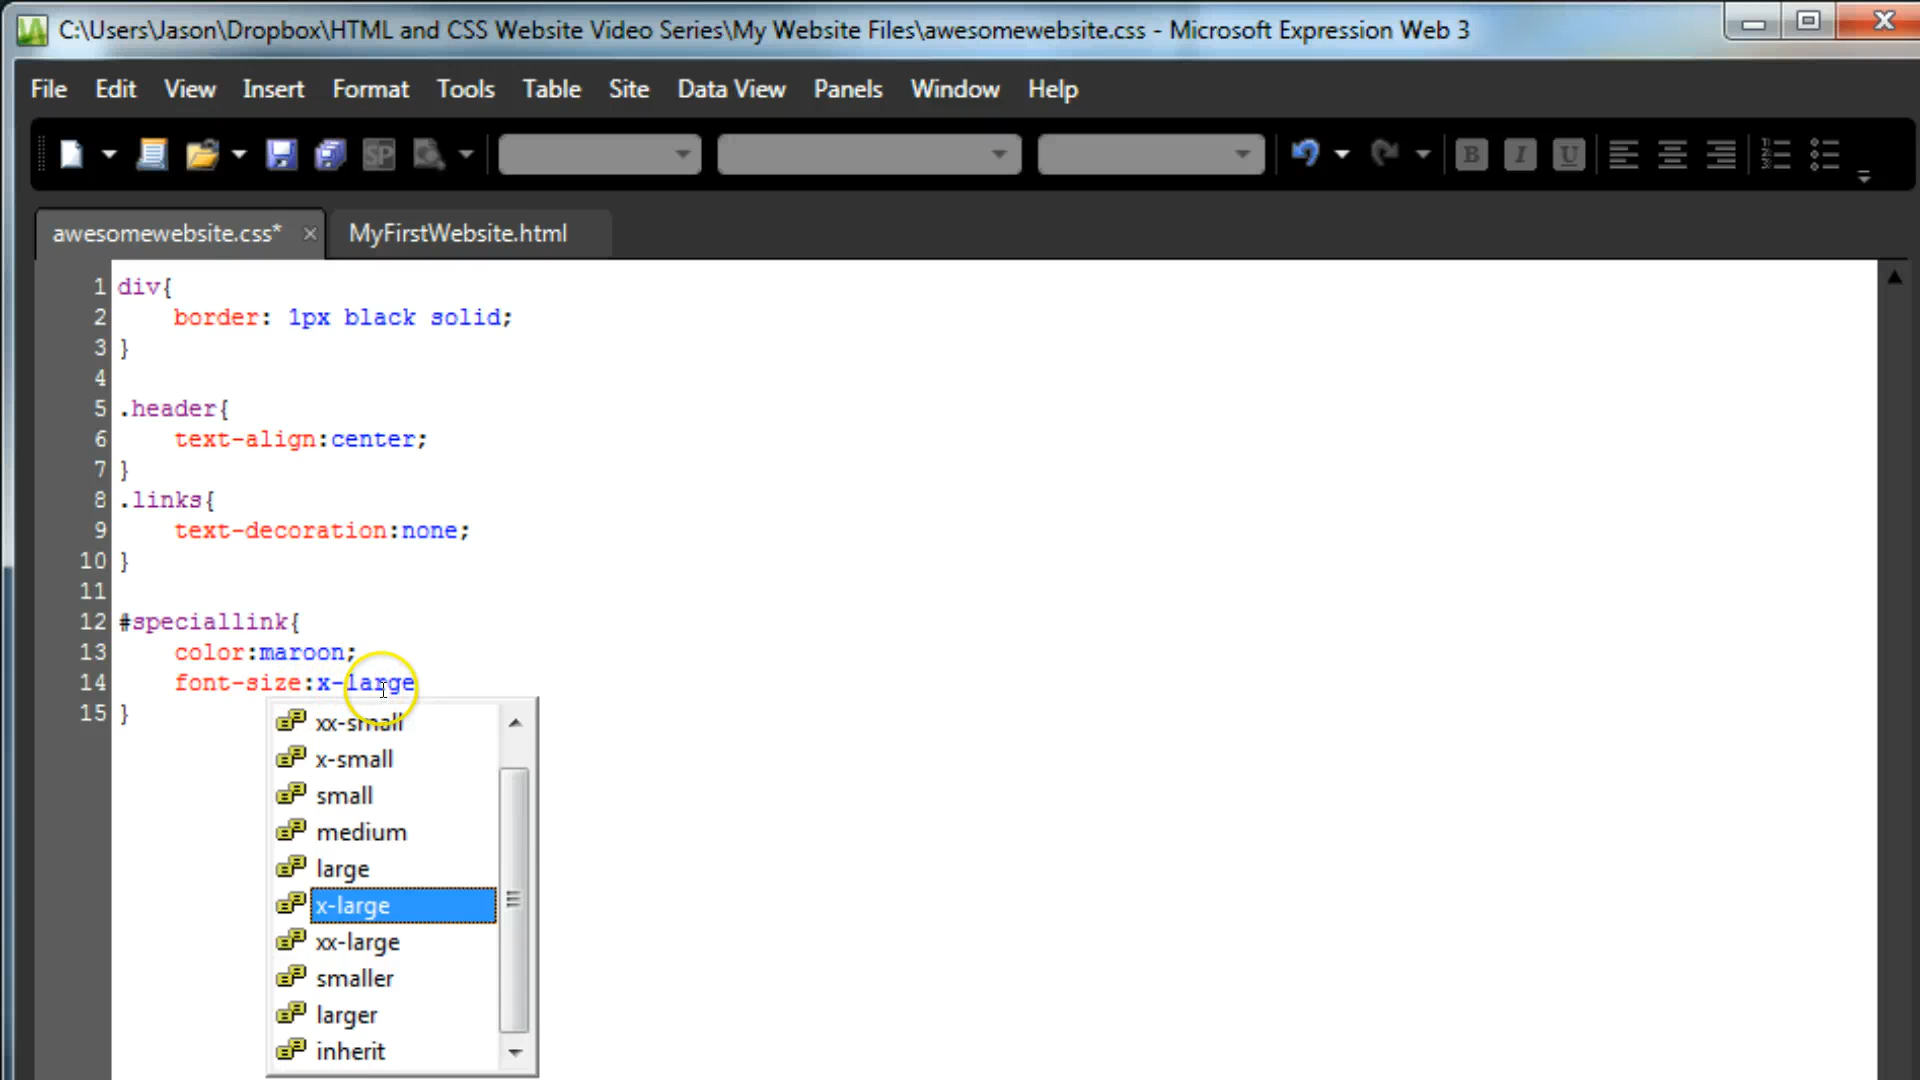 C:\Users\Jason\Dropbox\HTML and CSS Website Video Series\My Website Files\awesomewebsite.css - Microsoft Expression Web 3
File Edit View Insert Format Tools Table Site Data View Panels Window Help
SP B I U
awesomewebsite.css* × MyFirstWebsite.html
1 div{
2 border: 1px black solid;
3 }
4
5 .header{
6 text-align:center;
7 }
8 .links{
9 text-decoration:none;
10 }
11
12 #speciallink{
13 color:maroon;
14 font-size:x-large
15 }
xx-small
x-small
small
medium
large
x-large
xx-large
smaller
larger
inherit